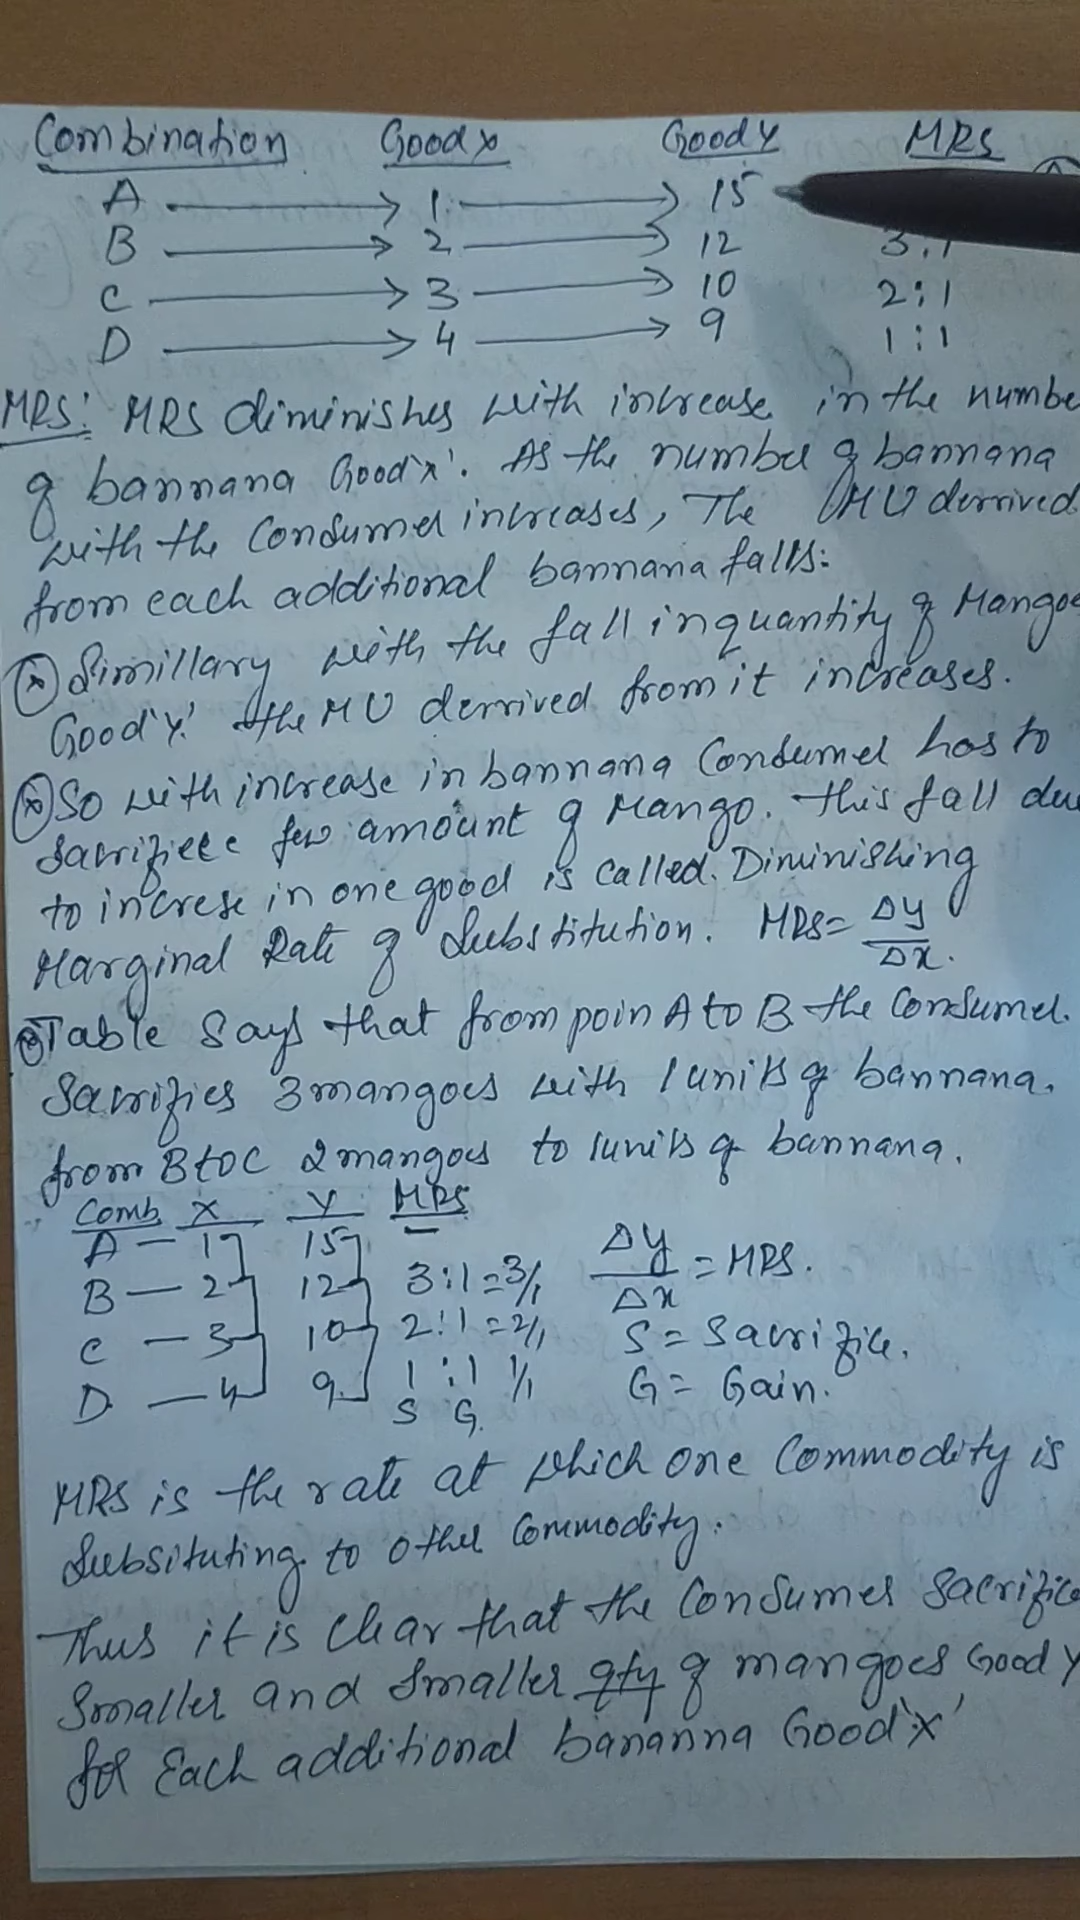 Combination Good x Good y MRS
A → 1 → 15
B → 2 → 12 3:1
C → 3 → 10 2:1
D → 4 → 9 1:1
MRS: MRS diminishes with increase in the numbe
of bannana Good'x'. As the number of bannana
with the Consumer increases, The MU derrived
from each additional bannana falls:
Simillary with the fall in quantity of Mangoe
Good'y' the MU derrived from it increases.
So with increase in bannana Consumer has to
Sacrifiece few amount of Mango. this fall due
to increse in one good is called. Diminishing
Marginal Rate of Substitution. MRS = Δy/Δx.
Table Says that from poin A to B the Consumer.
Sacrifies 3 mangoes with 1 units of bannana.
from B to C 2 mangoes to 1 units of bannana.
Comb X Y MRS
A — 1 15 — Δy/Δx = MRS.
B — 2 12 3:1 = 3/1
C — 3 10 2:1 = 2/1 S = Sacrifice.
D — 4 9 1:1 1/1 G = Gain.
S G.
MRS is the rate at which one Commodity is
Subsituting to other Commodity.
Thus it is Clear that the Consumer Sacrifice
Smaller and Smaller qty of mangoes Good Y
for Each additional bananna Good'x'